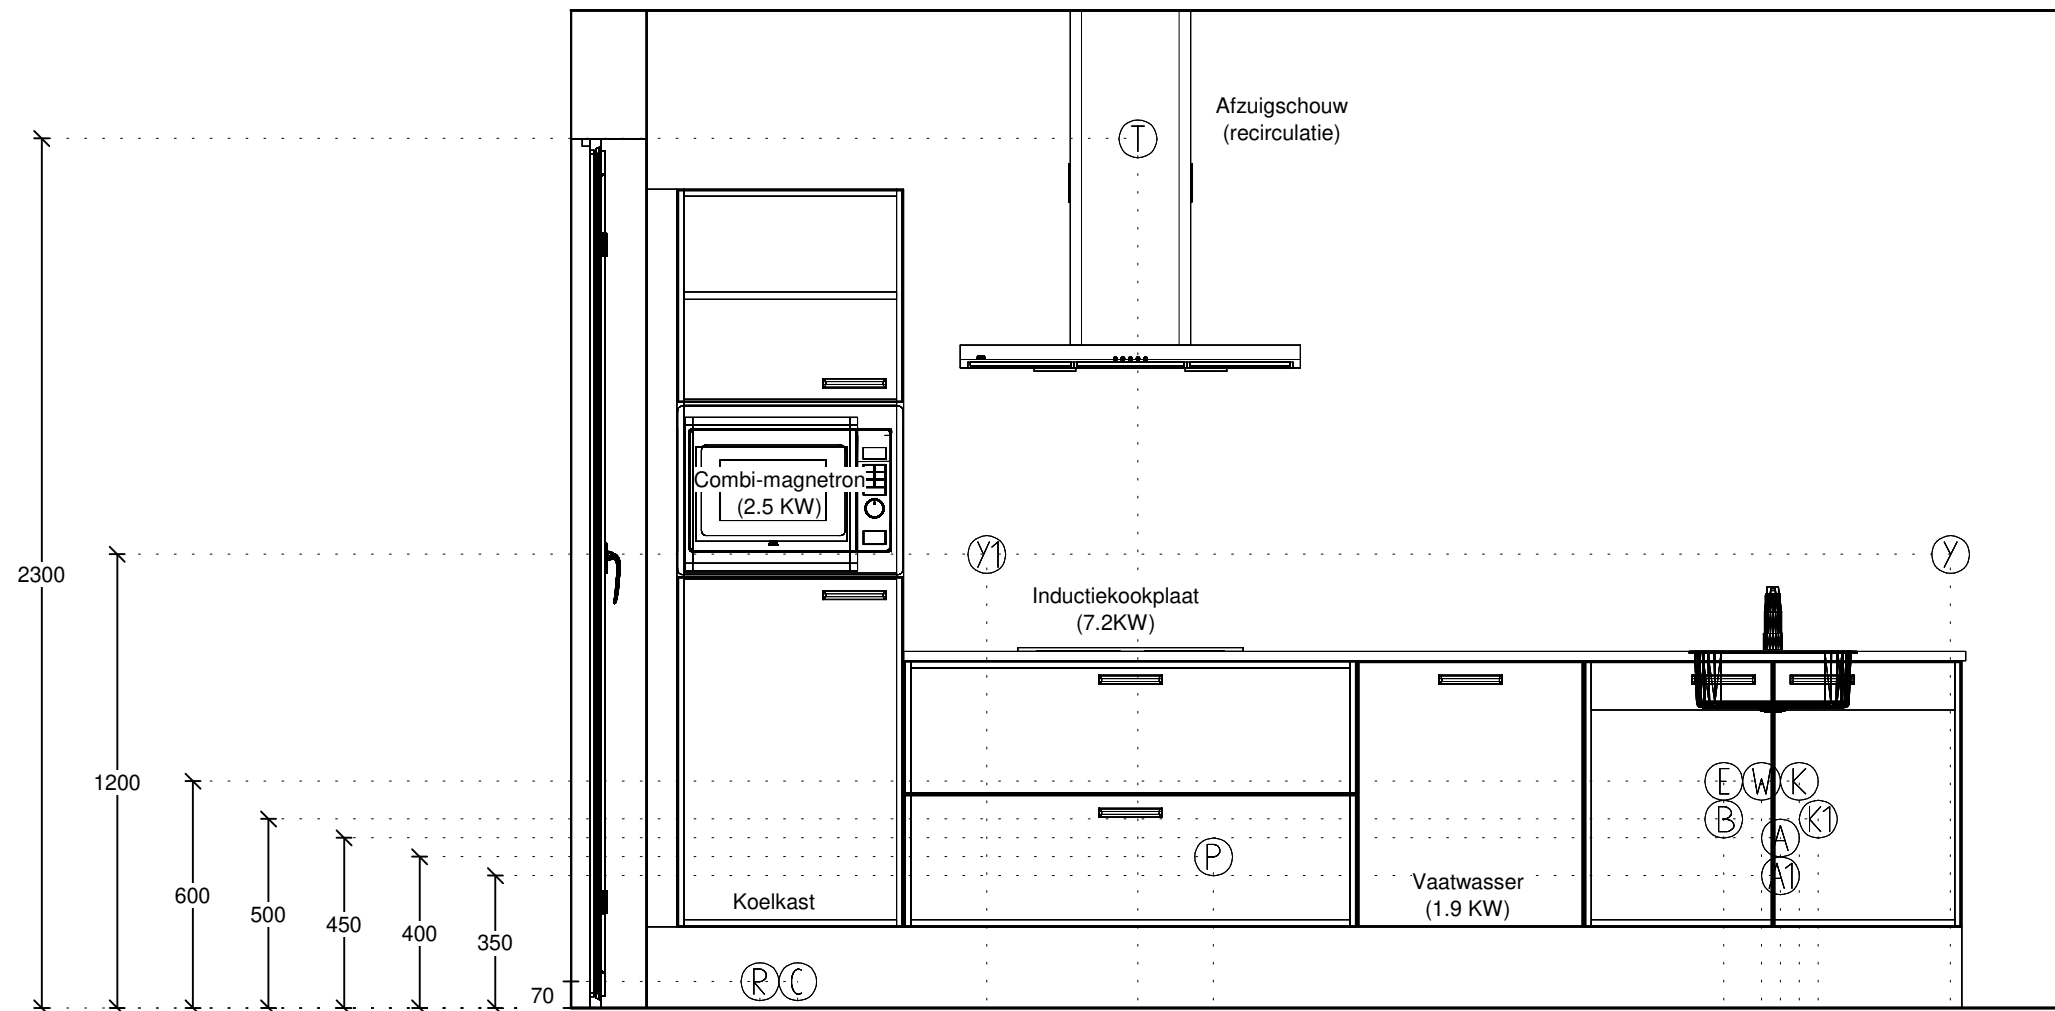 Afzuigschouw
(recirculatie)
T
Combi-magnetron
(2.5 KW)
Y1
Y
2300
Inductiekookplaat
(7.2KW)
1200
E W K
B K1
A
P
A1
600
500
450
400
350
Koelkast
Vaatwasser
(1.9 KW)
R C
70